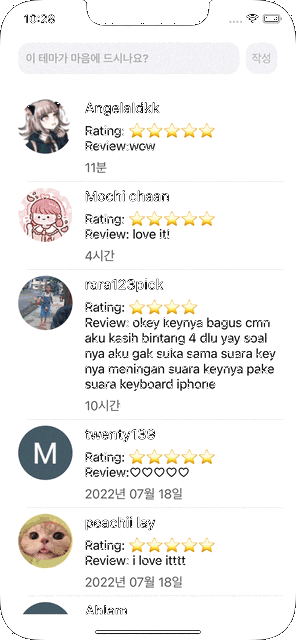 10:28
이 테마가 마음에 드시나요?
작성
Angelaldkk
Rating: ⭐⭐⭐⭐⭐
Review:wow
11분
Mochi chaan
Rating: ⭐⭐⭐⭐⭐
Review: love it!
4시간
rara123pick
Rating: ⭐⭐⭐⭐
Review: okey keynya bagus cmn
aku kasih bintang 4 dlu yay soal
nya aku gak suka sama suara key
nya meningan suara keynya pake
suara keyboard iphone
10시간
M
twenty139
Rating: ⭐⭐⭐⭐⭐
Review:♡♡♡♡♡
2022년 07월 18일
poachii lay
Rating: ⭐⭐⭐⭐⭐
Review: i love itttt
2022년 07월 18일